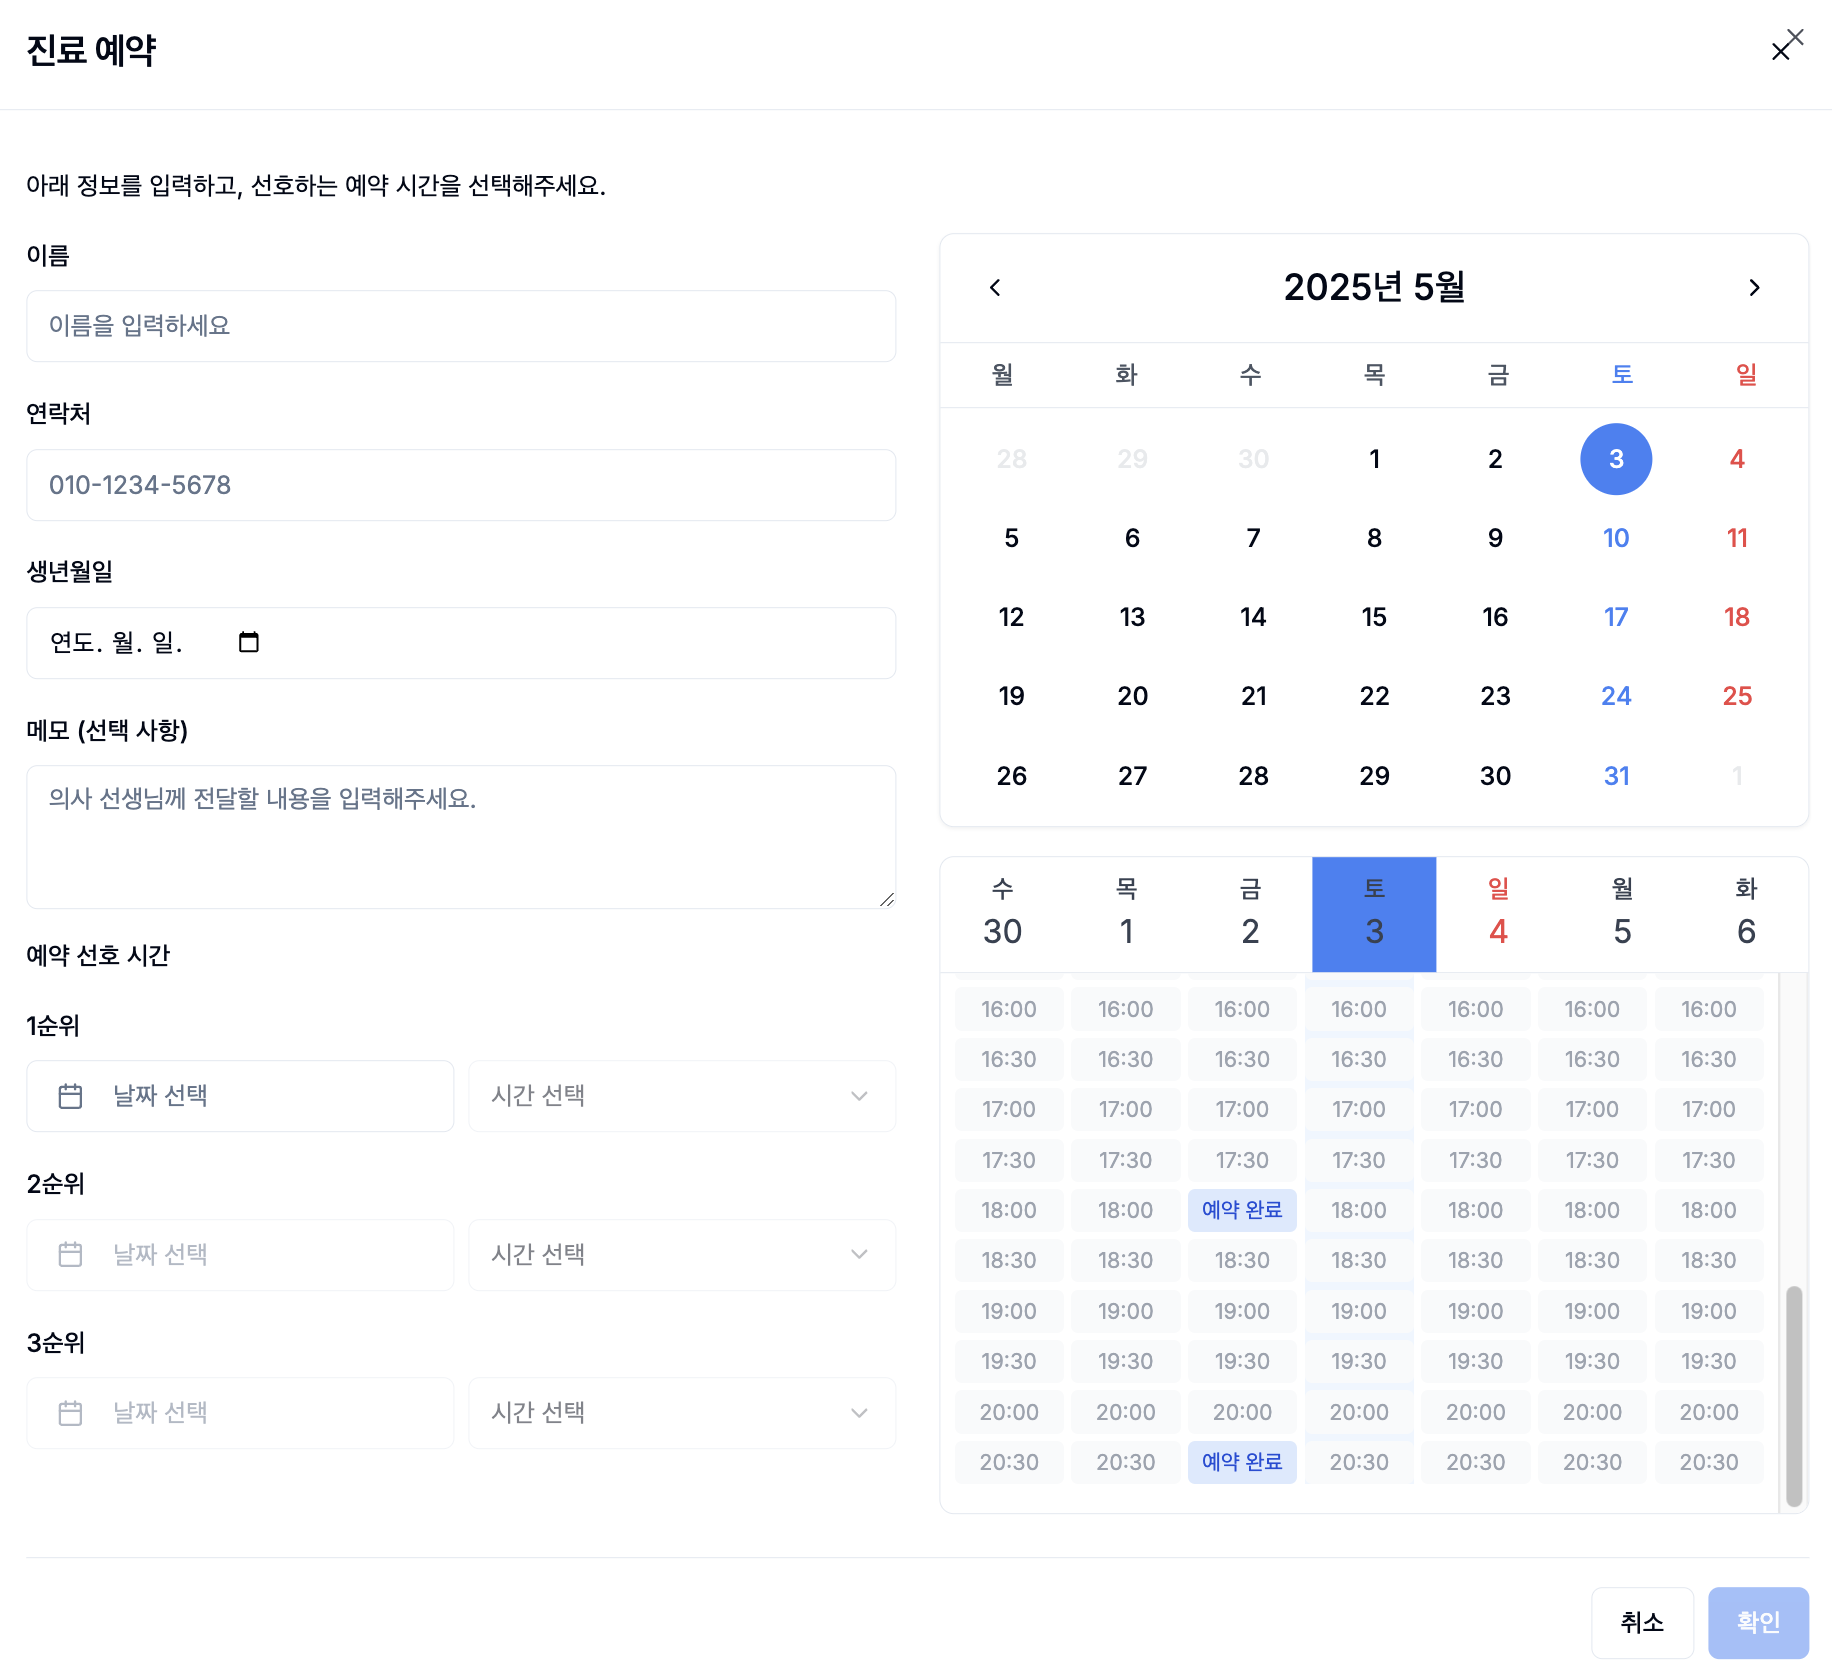 진료 예약
아래 정보를 입력하고, 선호하는 예약 시간을 선택해주세요.
이름
이름을 입력하세요
연락처
010-1234-5678
생년월일
연도. 월. 일.
메모 (선택 사항)
의사 선생님께 전달할 내용을 입력해주세요.
예약 선호 시간
1순위
날짜 선택 시간 선택
2순위
날짜 선택 시간 선택
3순위
날짜 선택 시간 선택
2025년 5월
월 화 수 목 금 토 일
28 29 30 1 2 3 4
5 6 7 8 9 10 11
12 13 14 15 16 17 18
19 20 21 22 23 24 25
26 27 28 29 30 31 1
수 목 금 토 일 월 화
30 1 2 3 4 5 6
16:00 16:00 16:00 16:00 16:00 16:00 16:00
16:30 16:30 16:30 16:30 16:30 16:30 16:30
17:00 17:00 17:00 17:00 17:00 17:00 17:00
17:30 17:30 17:30 17:30 17:30 17:30 17:30
18:00 18:00 예약 완료 18:00 18:00 18:00 18:00
18:30 18:30 18:30 18:30 18:30 18:30 18:30
19:00 19:00 19:00 19:00 19:00 19:00 19:00
19:30 19:30 19:30 19:30 19:30 19:30 19:30
20:00 20:00 20:00 20:00 20:00 20:00 20:00
20:30 20:30 예약 완료 20:30 20:30 20:30 20:30
취소 확인